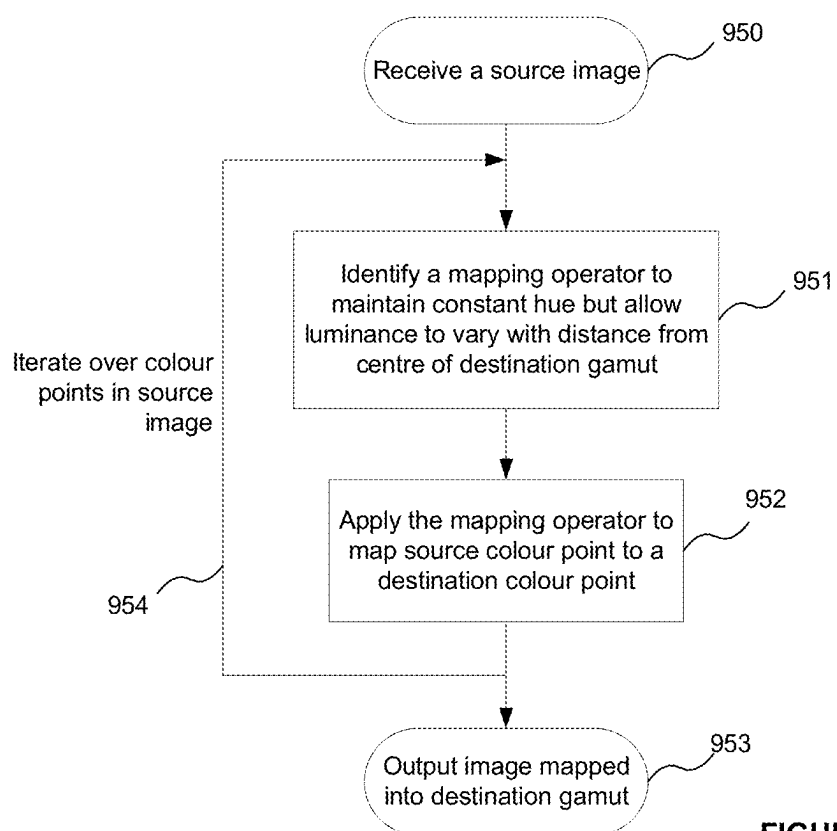 950
Receive a source image
Identify a mapping operator to
maintain constant hue but allow
luminance to vary with distance from
centre of destination gamut
951
Iterate over colour
points in source
image
952
Apply the mapping operator to
map source colour point to a
destination colour point
954
953
Output image mapped
into destination gamut